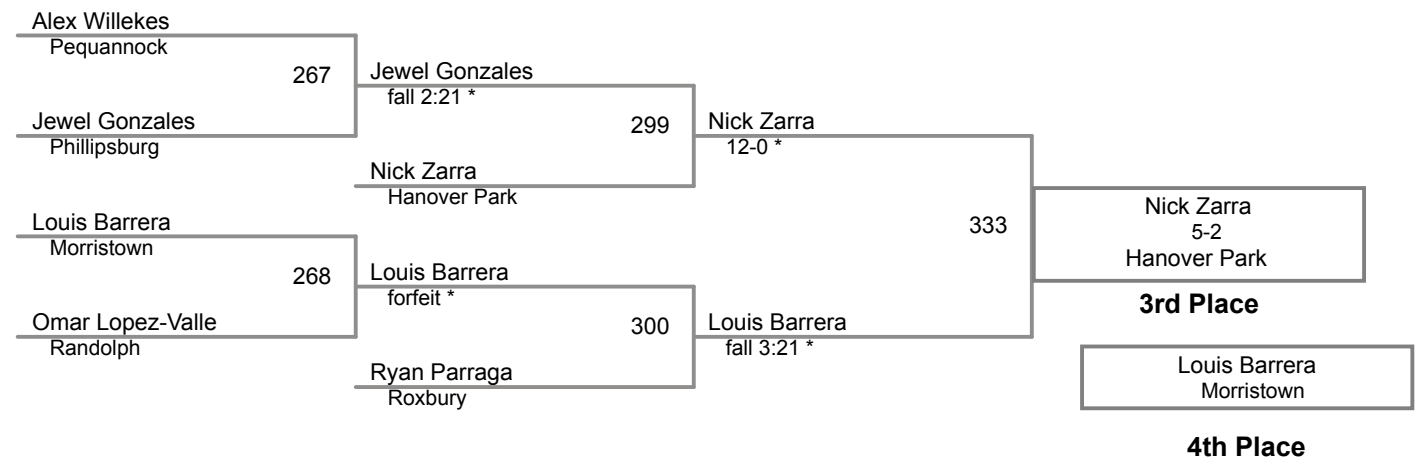 Alex Willekes
Pequannock
267
Jewel Gonzales
fall 2:21 *
Jewel Gonzales
Phillipsburg
299
Nick Zarra
12-0 *
Nick Zarra
Hanover Park
Louis Barrera
Morristown
333
Nick Zarra
5-2
Hanover Park
3rd Place
268
Louis Barrera
forfeit *
Omar Lopez-Valle
Randolph
300
Louis Barrera
fall 3:21 *
Ryan Parraga
Roxbury
Louis Barrera
Morristown
4th Place